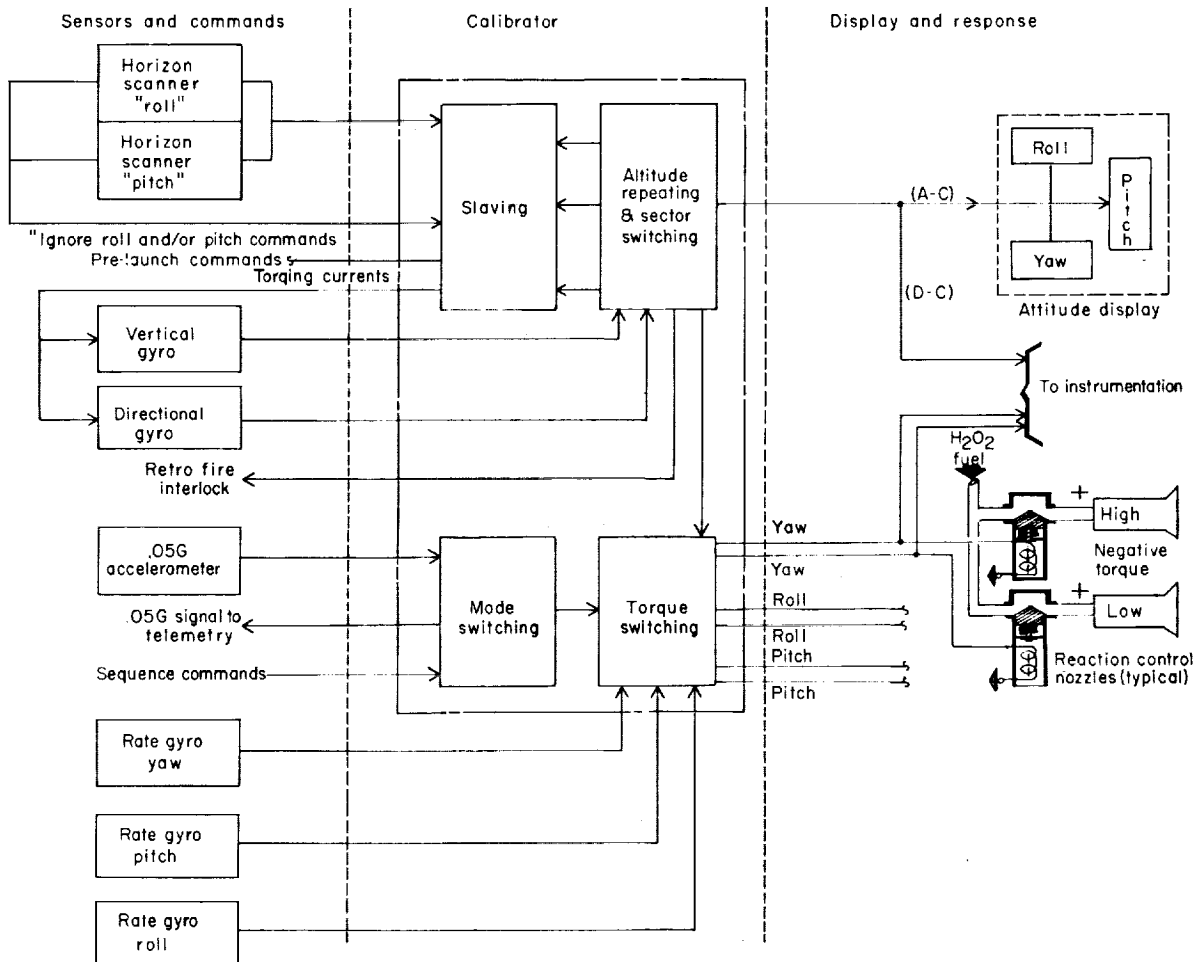 Sensors and commands
Calibrator
Display and response
Horizon
scanner
"roll"
Horizon
scanner
"pitch"
"Ignore roll and/or pitch commands
Pre-launch commands
Torqing currents
Vertical
gyro
Directional
gyro
Retro fire
interlock
.05G
accelerometer
.05G signal to
telemetry
Sequence commands
Rate gyro
yaw
Rate gyro
pitch
Rate gyro
roll
Slaving
Altitude
repeating
& sector
switching
Mode
switching
Torque
switching
(A-C)
(D-C)
Roll
Pitch
Yaw
Attitude display
To instrumentation
H2O2
fuel
Yaw
Yaw
Roll
Roll
Pitch
Pitch
+
High
Negative
torque
+
Low
Reaction control
nozzles (typical)